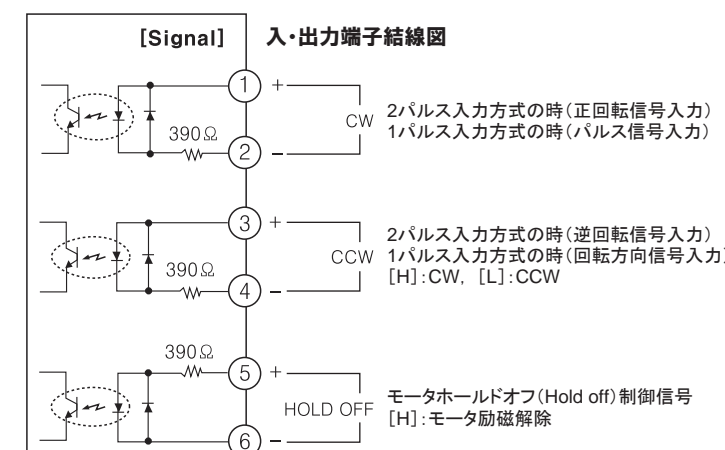 [Signal]
入・出力端子結線図
1
+
CW
2パルス入力方式の時(正回転信号入力)
1パルス入力方式の時(パルス信号入力)
390Ω
2
−
3
+
CCW
2パルス入力方式の時(逆回転信号入力)
1パルス入力方式の時(回転方向信号入力)
[H]:CW, [L]:CCW
390Ω
4
−
390Ω
5
+
HOLD OFF
モータホールドオフ(Hold off)制御信号
[H]:モータ励磁解除
6
−